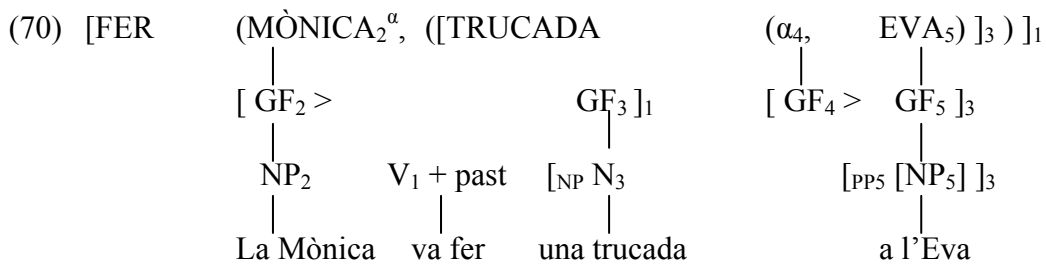 (70) [FER (MÒNICA₂ᵅ, ([TRUCADA (α₄, EVA₅) ]₃ ) ]₁
[ GF₂ > GF₃ ]₁ [ GF₄ > GF₅ ]₃
NP₂ V₁ + past [NP N₃ [PP5 [NP₅] ]₃
La Mònica va fer una trucada a l’Eva